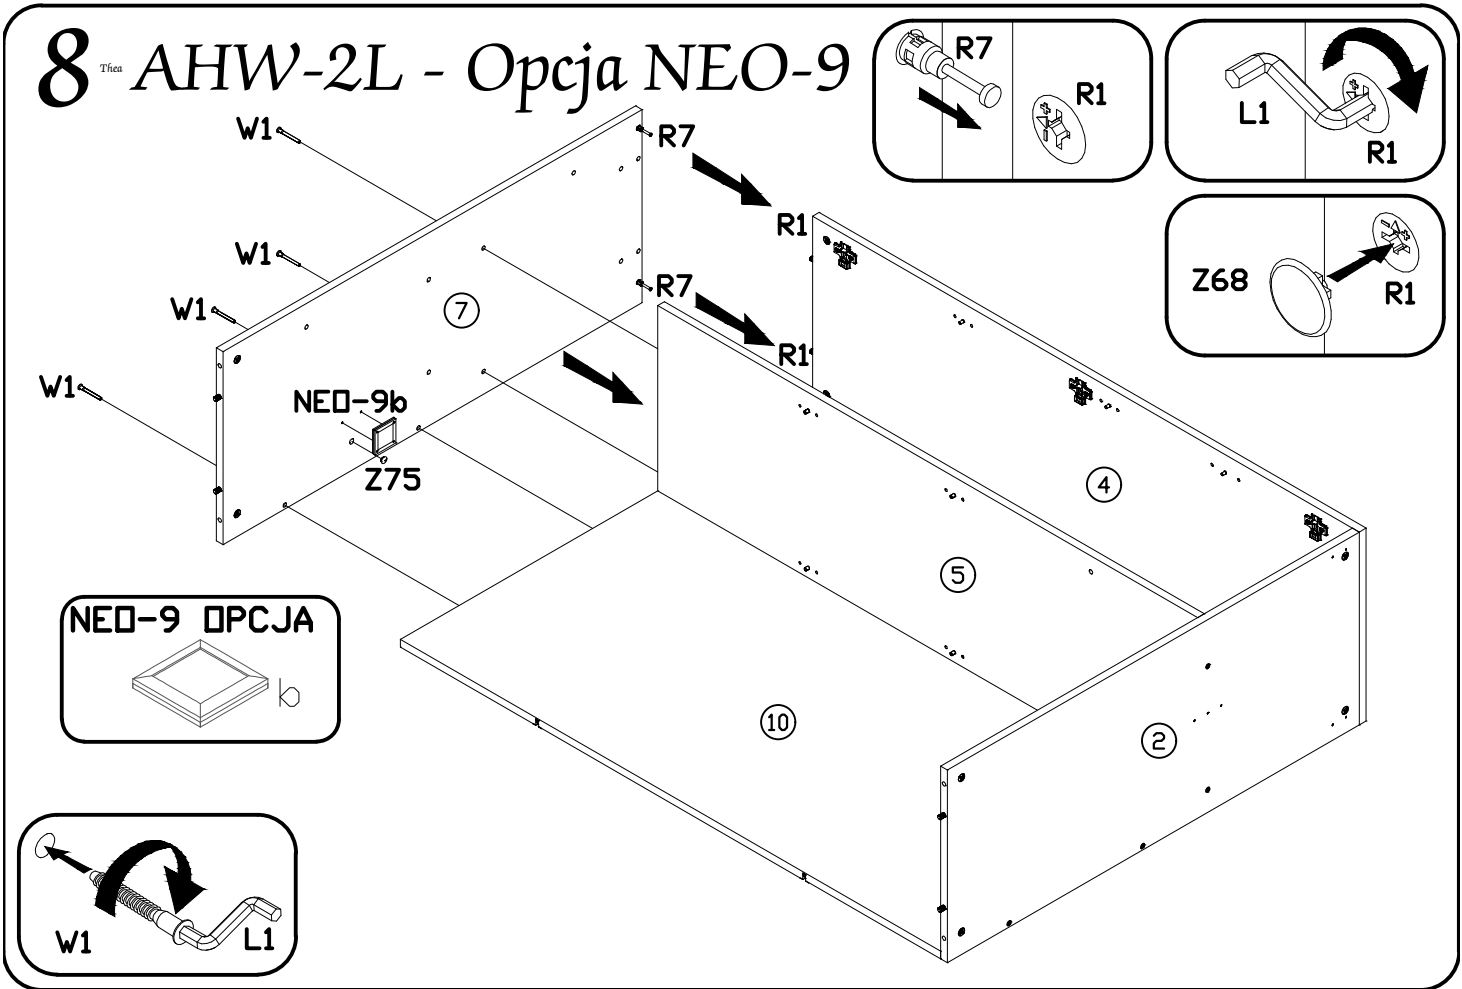 8 Thea AHW-2L - Opcja NEO-9
R7
R1
L1
R1
Z68
R1
W1
R7
R1
W1
R7
W1
7
R1
W1
NEO-9b
Z75
4
5
NEO-9 OPCJA
b
10
2
W1
L1